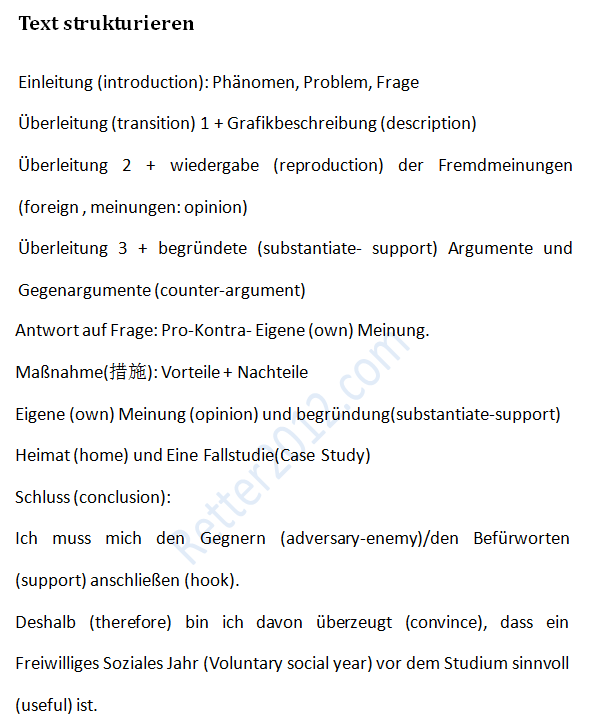 Text strukturieren
Einleitung (introduction): Phänomen, Problem, Frage
Überleitung (transition) 1 + Grafikbeschreibung (description)
Überleitung 2 + wiedergabe (reproduction) der Fremdmeinungen
(foreign , meinungen: opinion)
Überleitung 3 + begründete (substantiate- support) Argumente und
Gegenargumente (counter-argument)
Antwort auf Frage: Pro-Kontra- Eigene (own) Meinung.
Maßnahme(措施): Vorteile + Nachteile
Eigene (own) Meinung (opinion) und begründung(substantiate-support)
Heimat (home) und Eine Fallstudie(Case Study)
Schluss (conclusion):
Ich muss mich den Gegnern (adversary-enemy)/den Befürworten
(support) anschließen (hook).
Deshalb (therefore) bin ich davon überzeugt (convince), dass ein
Freiwilliges Soziales Jahr (Voluntary social year) vor dem Studium sinnvoll
(useful) ist.
Retter2012.com